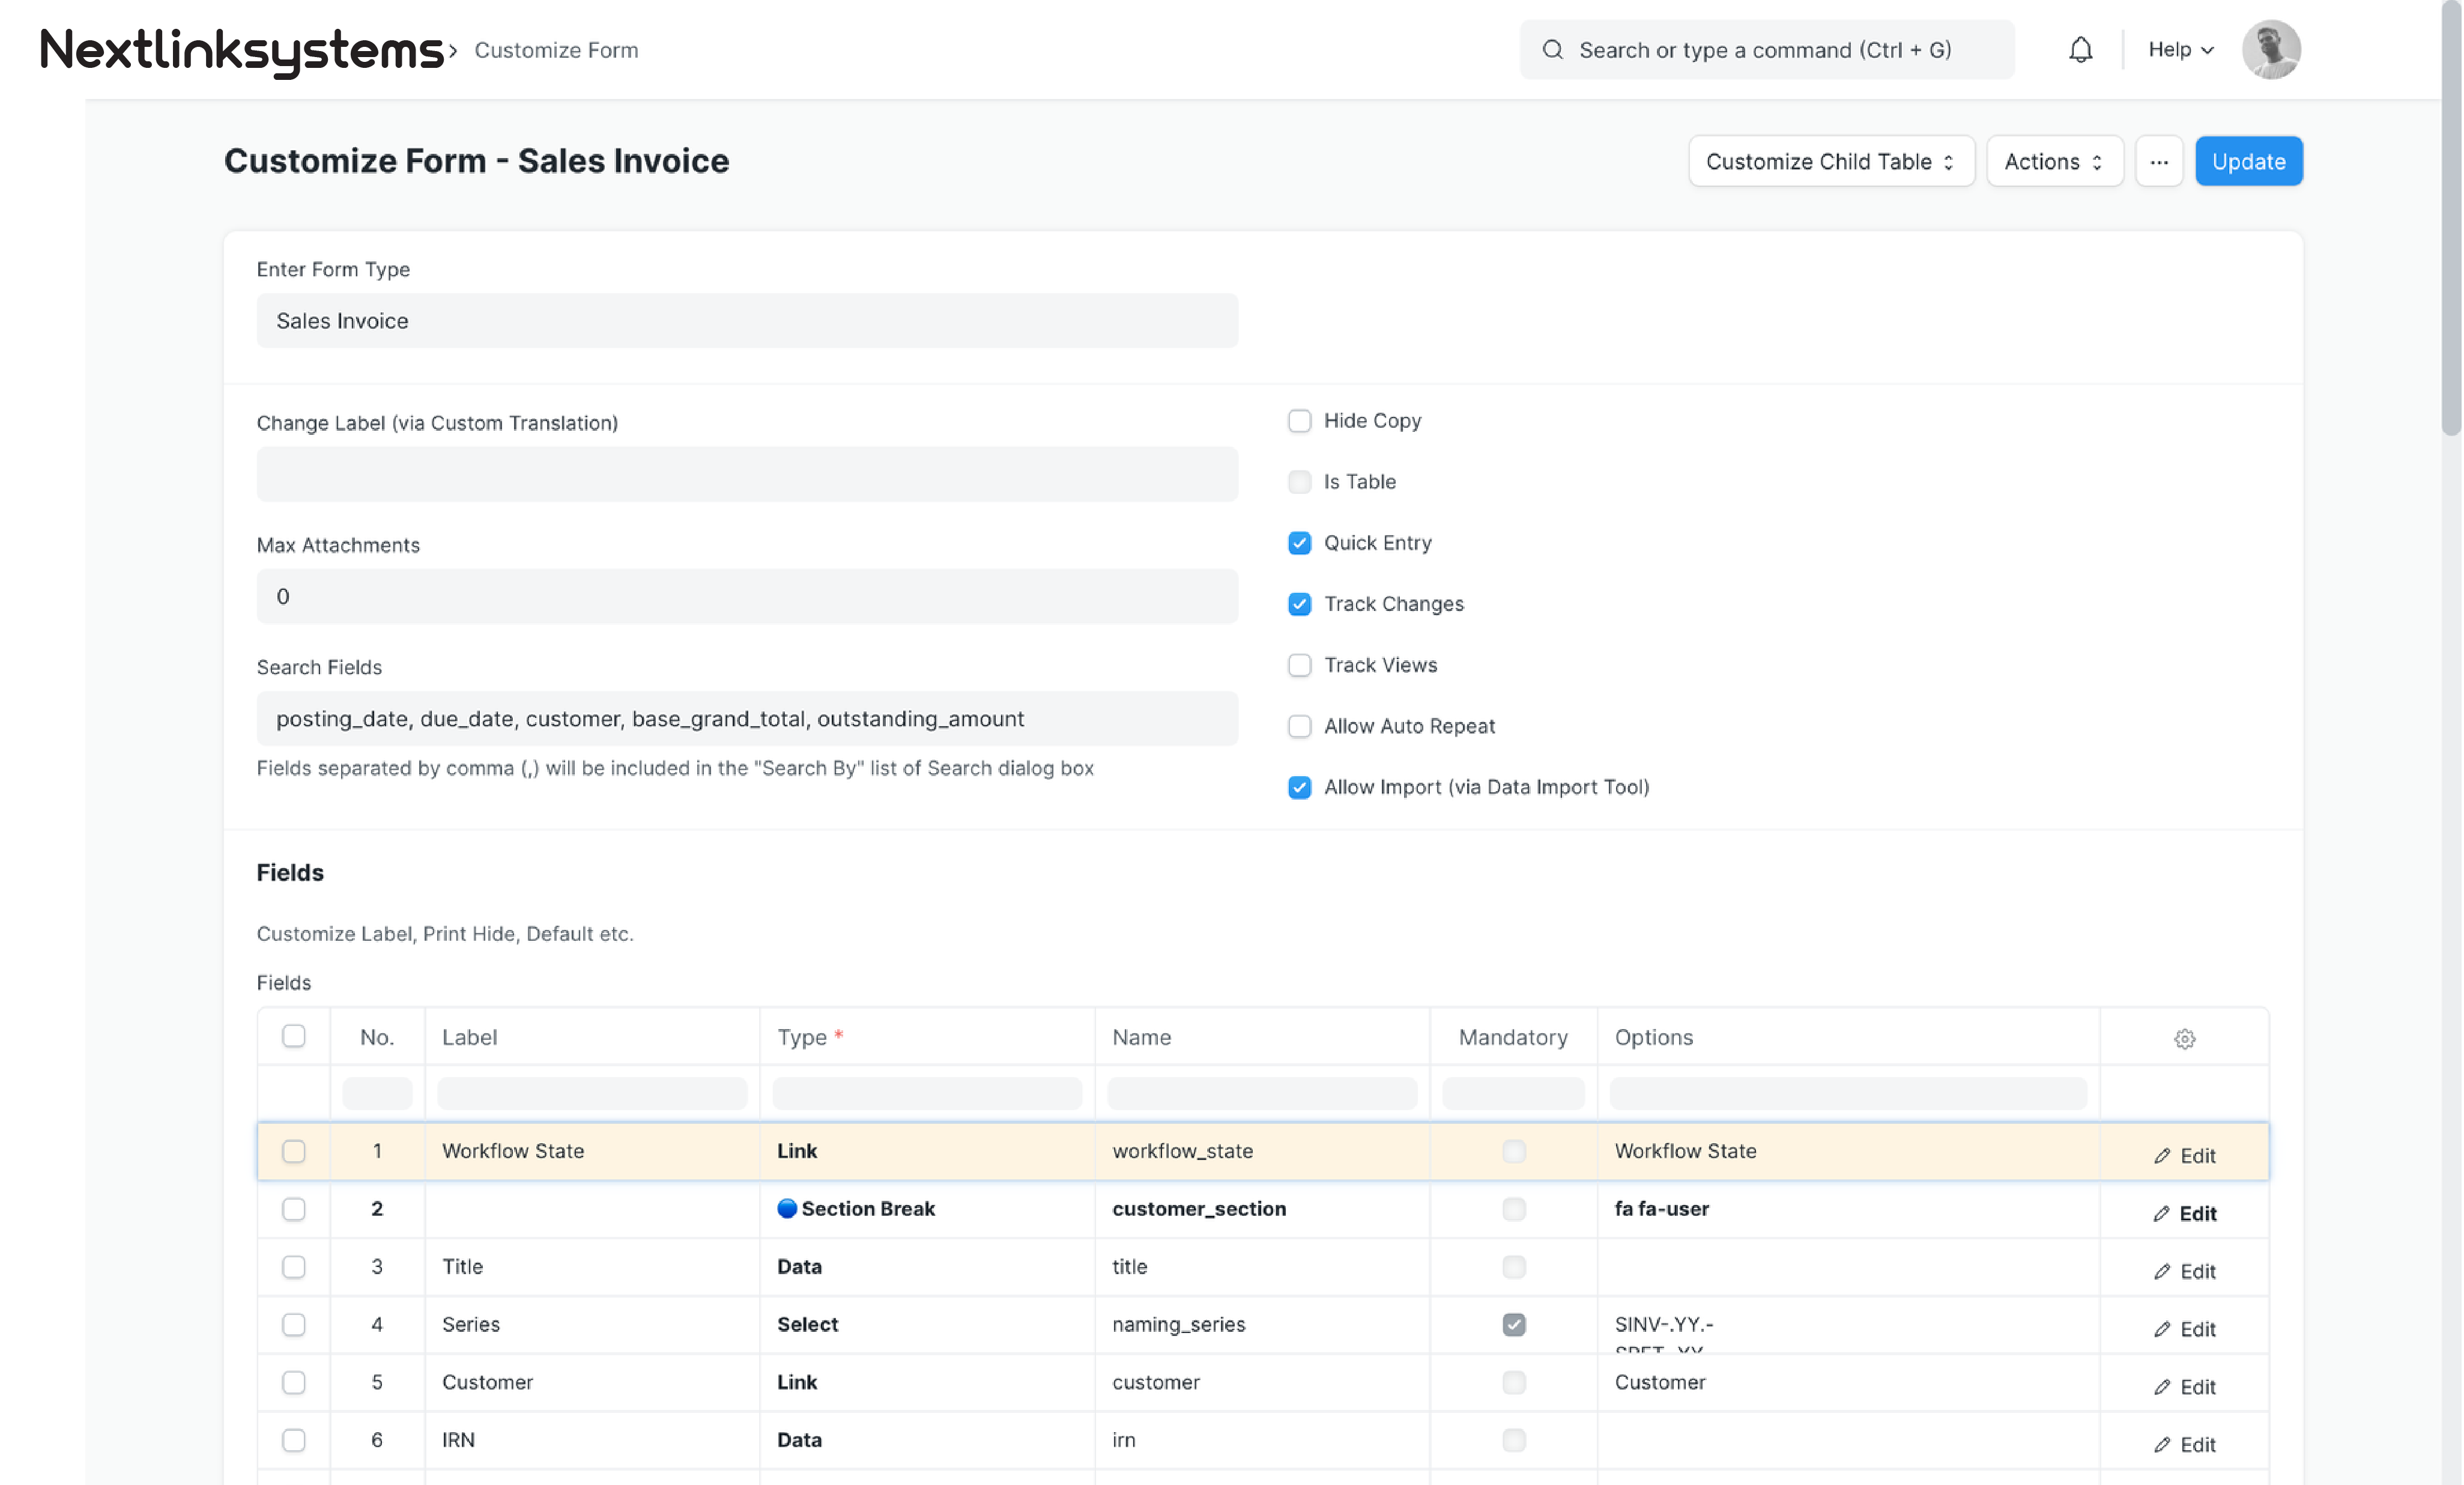 Nextlinksystems › Customize Form
Search or type a command (Ctrl + G)
Help
Customize Form - Sales Invoice
Customize Child Table
Actions
...
Update
Enter Form Type
Sales Invoice
Change Label (via Custom Translation)
Max Attachments
0
Search Fields
posting_date, due_date, customer, base_grand_total, outstanding_amount
Fields separated by comma (,) will be included in the "Search By" list of Search dialog box
Hide Copy
Is Table
Quick Entry
Track Changes
Track Views
Allow Auto Repeat
Allow Import (via Data Import Tool)
Fields
Customize Label, Print Hide, Default etc.
Fields
No. Label Type * Name Mandatory Options
1 Workflow State Link workflow_state Workflow State Edit
2 Section Break customer_section fa fa-user Edit
3 Title Data title Edit
4 Series Select naming_series SINV-.YY.- Edit
5 Customer Link customer Customer Edit
6 IRN Data irn Edit